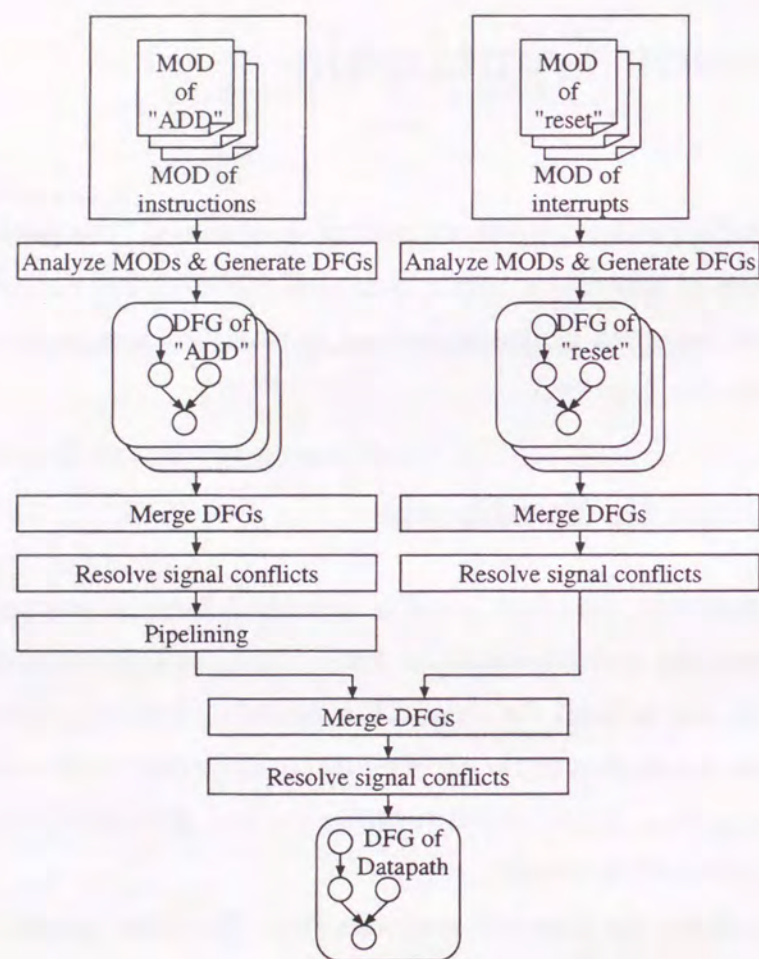 MOD
of
"ADD"
MOD of
instructions
MOD
of
"reset"
MOD of
interrupts
Analyze MODs & Generate DFGs
Analyze MODs & Generate DFGs
DFG of
"ADD"
DFG of
"reset"
Merge DFGs
Merge DFGs
Resolve signal conflicts
Resolve signal conflicts
Pipelining
Merge DFGs
Resolve signal conflicts
DFG of
Datapath